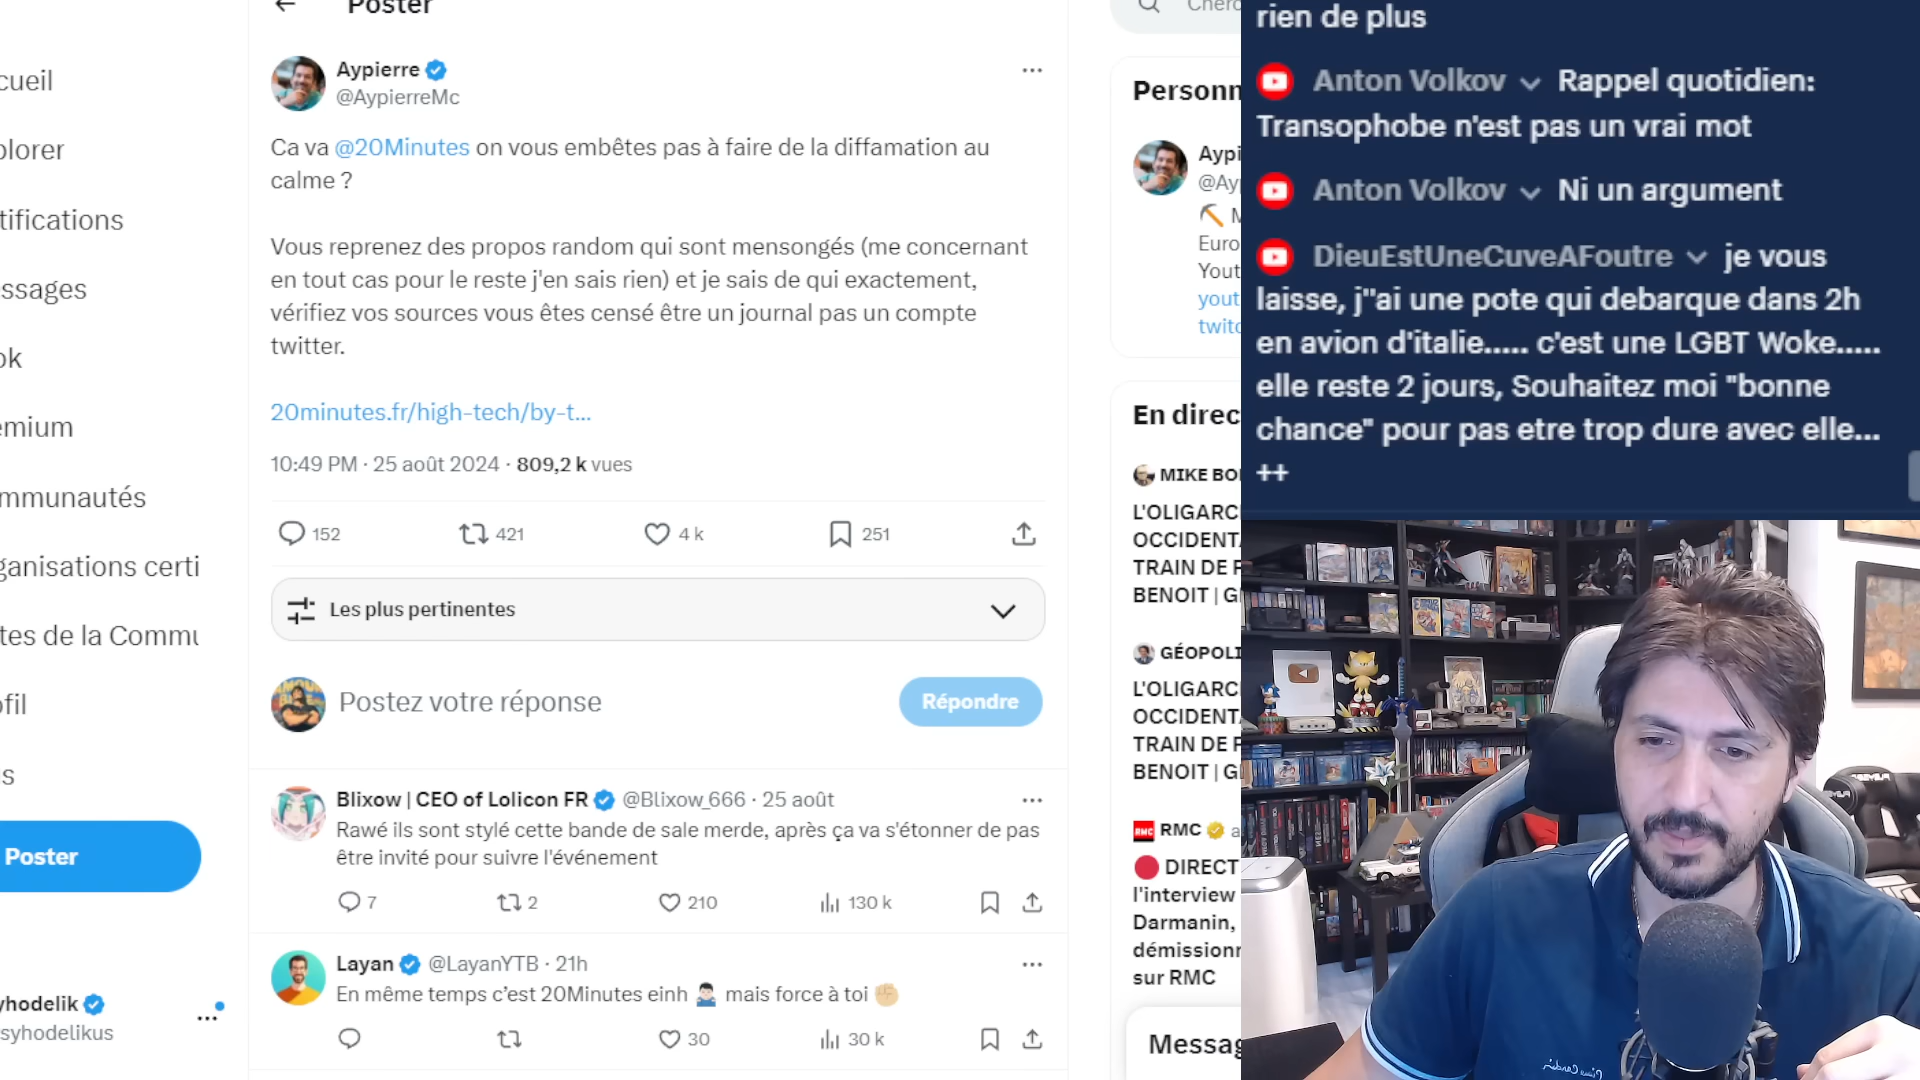 Poster
Aypierre
@AypierreMc
Ca va @20Minutes on vous embêtes pas à faire de la diffamation au
calme ?
Vous reprenez des propos random qui sont mensongés (me concernant
en tout cas pour le reste j'en sais rien) et je sais de qui exactement,
vérifiez vos sources vous êtes censé être un journal pas un compte
twitter.
20minutes.fr/high-tech/by-t...
10:49 PM · 25 août 2024 · 809,2 k vues
152 421 4 k 251
Les plus pertinentes
Postez votre réponse
Répondre
Blixow | CEO of Lolicon FR @Blixow_666 · 25 août
Rawé ils sont stylé cette bande de sale merde, après ça va s'étonner de pas
être invité pour suivre l'événement
7 2 210 130 k
Layan @LayanYTB · 21h
En même temps c'est 20Minutes einh 🤷🏻‍♂️ mais force à toi ✊🏼
30 30 k
cueil
plorer
tifications
ssages
ok
emium
mmunautés
ganisations certi
tes de la Commu
ofil
s
Poster
yhodelik
syhodelikus
...
Cherc
Personn
Aypi
@Ayp
M
Euro
Yout
yout
twitc
En direc
MIKE BO
L'OLIGARC
OCCIDENT
TRAIN DE
BENOIT | G
GÉOPOLI
L'OLIGARC
OCCIDENT
TRAIN DE
BENOIT | G
RMC
DIRECT
l'interview
Darmanin,
démissionn
sur RMC
Messag
rien de plus
Anton Volkov Rappel quotidien:
Transophobe n'est pas un vrai mot
Anton Volkov Ni un argument
DieuEstUneCuveAFoutre je vous
laisse, j"ai une pote qui debarque dans 2h
en avion d'italie..... c'est une LGBT Woke.....
elle reste 2 jours, Souhaitez moi "bonne
chance" pour pas etre trop dure avec elle...
++